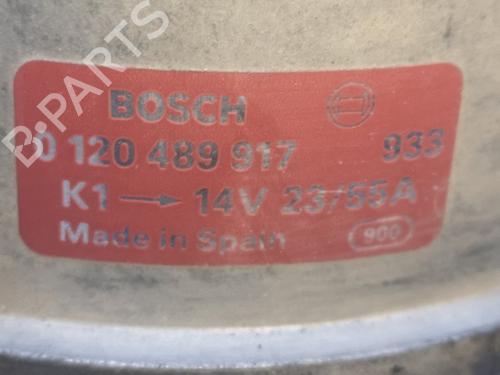 B-PARTS
BOSCH
0 120 489 917 933
K1 → 14V 23/55A
Made in Spain 900